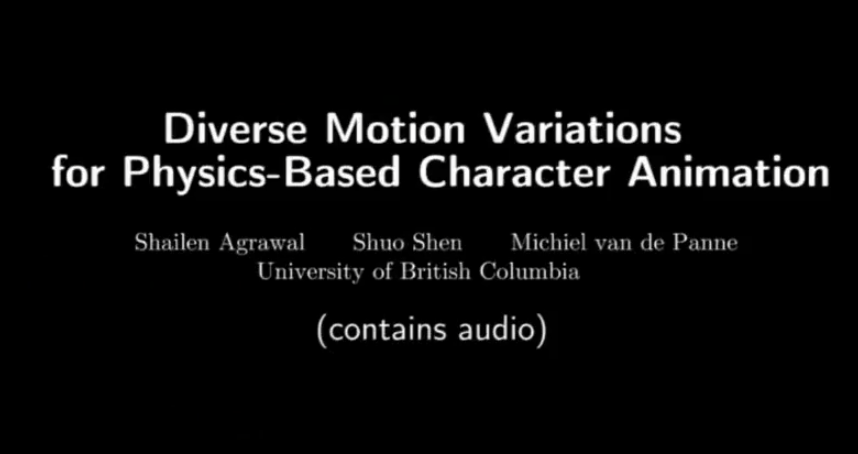 Diverse Motion Variations
for Physics-Based Character Animation
Shailen Agrawal Shuo Shen Michiel van de Panne
University of British Columbia
(contains audio)